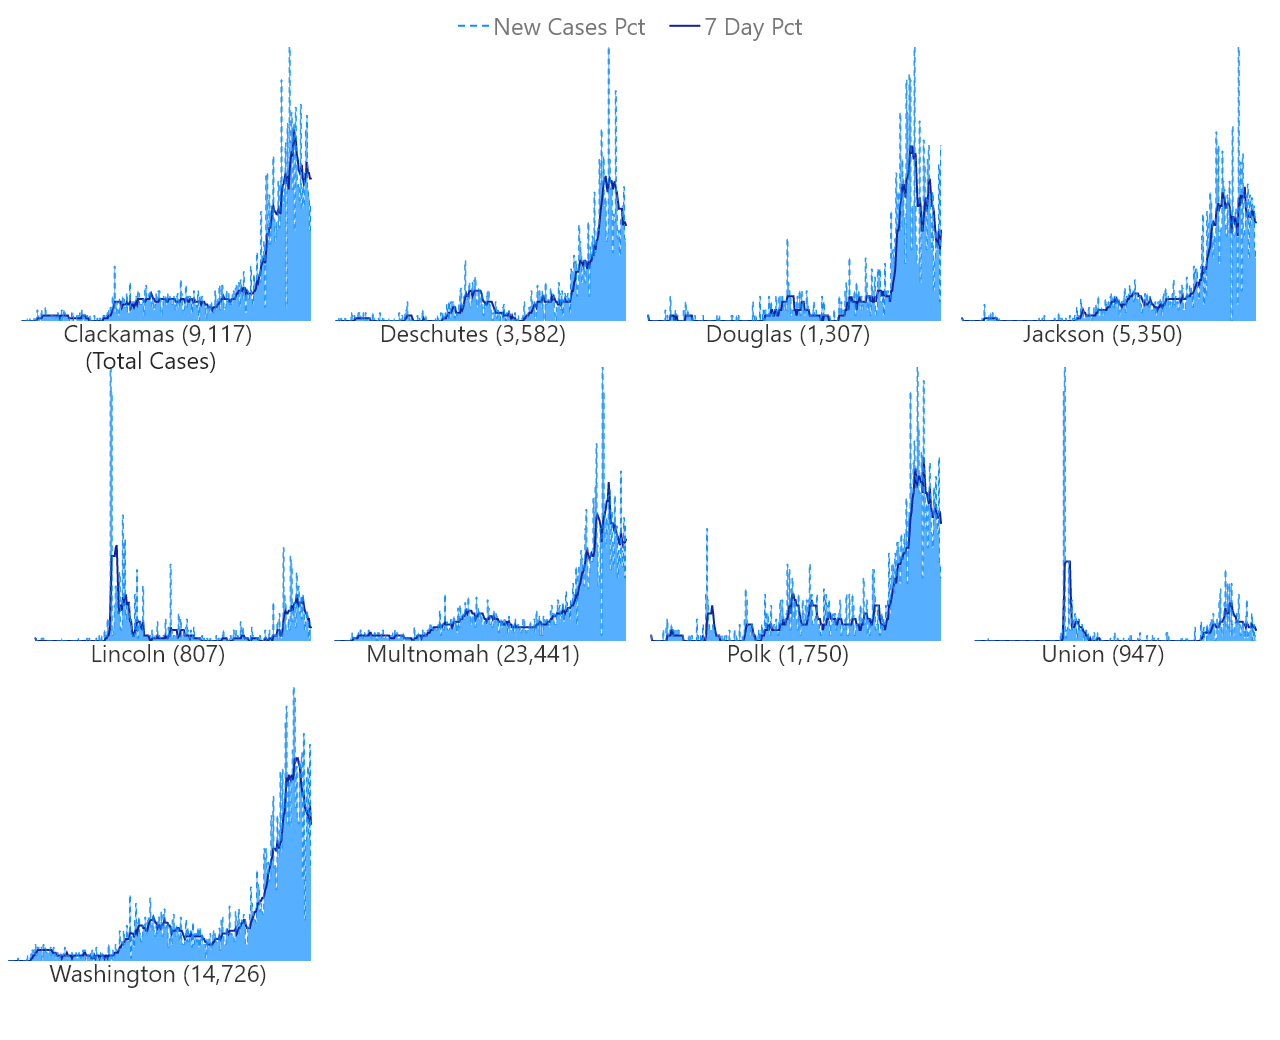 New Cases Pct 7 Day Pct
Clackamas (9,117) Deschutes (3,582) Douglas (1,307) Jackson (5,350)
(Total Cases)
Lincoln (807) Multnomah (23,441) Polk (1,750) Union (947)
Washington (14,726)